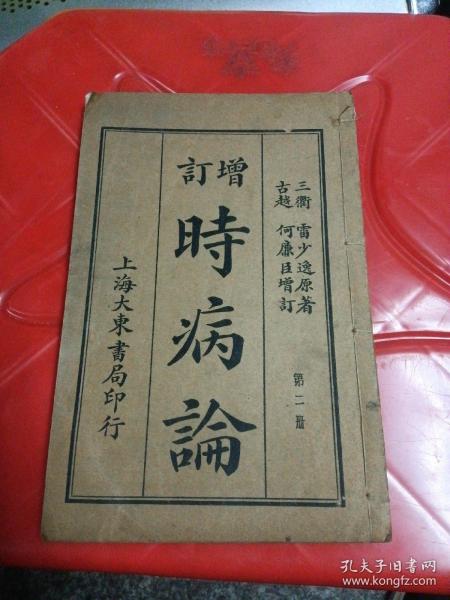 三衢 雷少逸原著
古越 何廉臣增訂
第二册
增訂
時病論
上海大東書局印行
孔夫子旧书网
www.kongfz.com